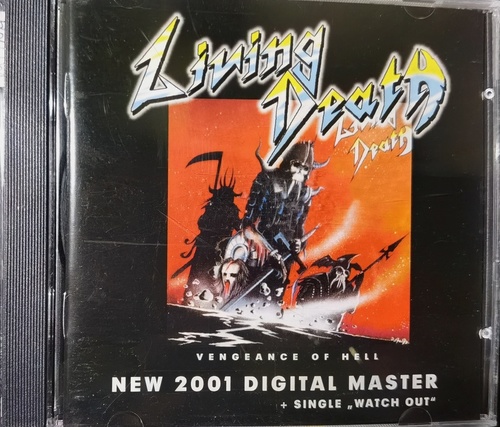 Living
Death
Living
Death
VENGEANCE OF HELL
NEW 2001 DIGITAL MASTER
+ SINGLE „WATCH OUT“